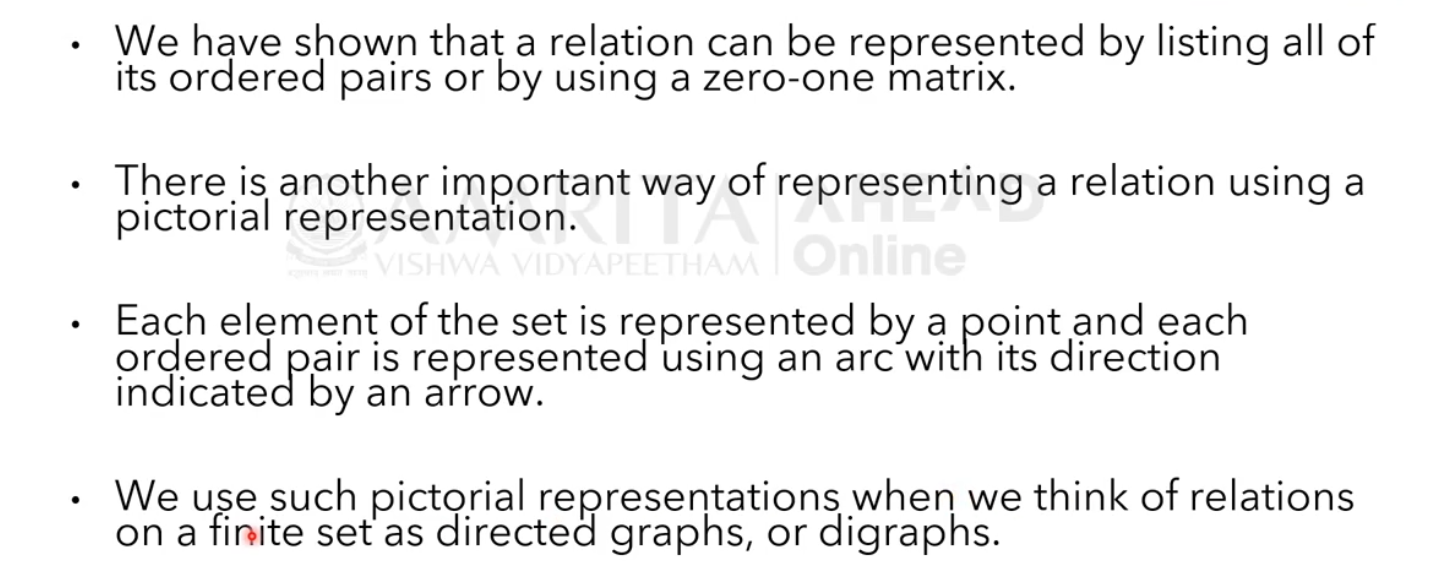 • We have shown that a relation can be represented by listing all of
its ordered pairs or by using a zero-one matrix.
• There is another important way of representing a relation using a
pictorial representation.
AMRITA AHEAD
VISHWA VIDYAPEETHAM Online
• Each element of the set is represented by a point and each
ordered pair is represented using an arc with its direction
indicated by an arrow.
• We use such pictorial representations when we think of relations
on a finite set as directed graphs, or digraphs.